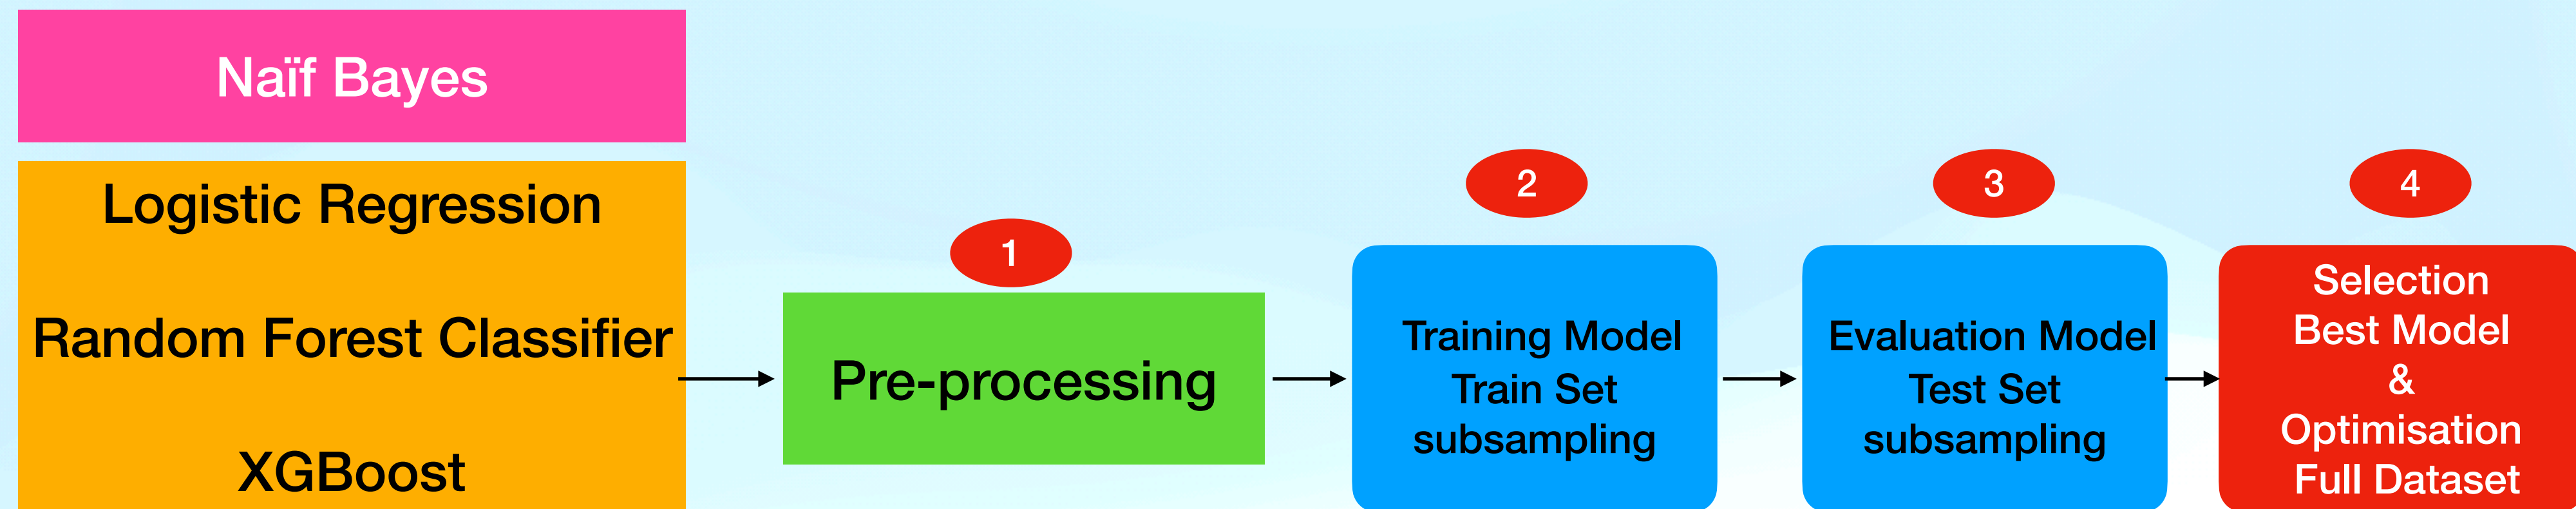 Naïf Bayes
Logistic Regression
Random Forest Classifier
XGBoost
1
Pre-processing
2
Training Model
Train Set
subsampling
3
Evaluation Model
Test Set
subsampling
4
Selection
Best Model
&
Optimisation
Full Dataset